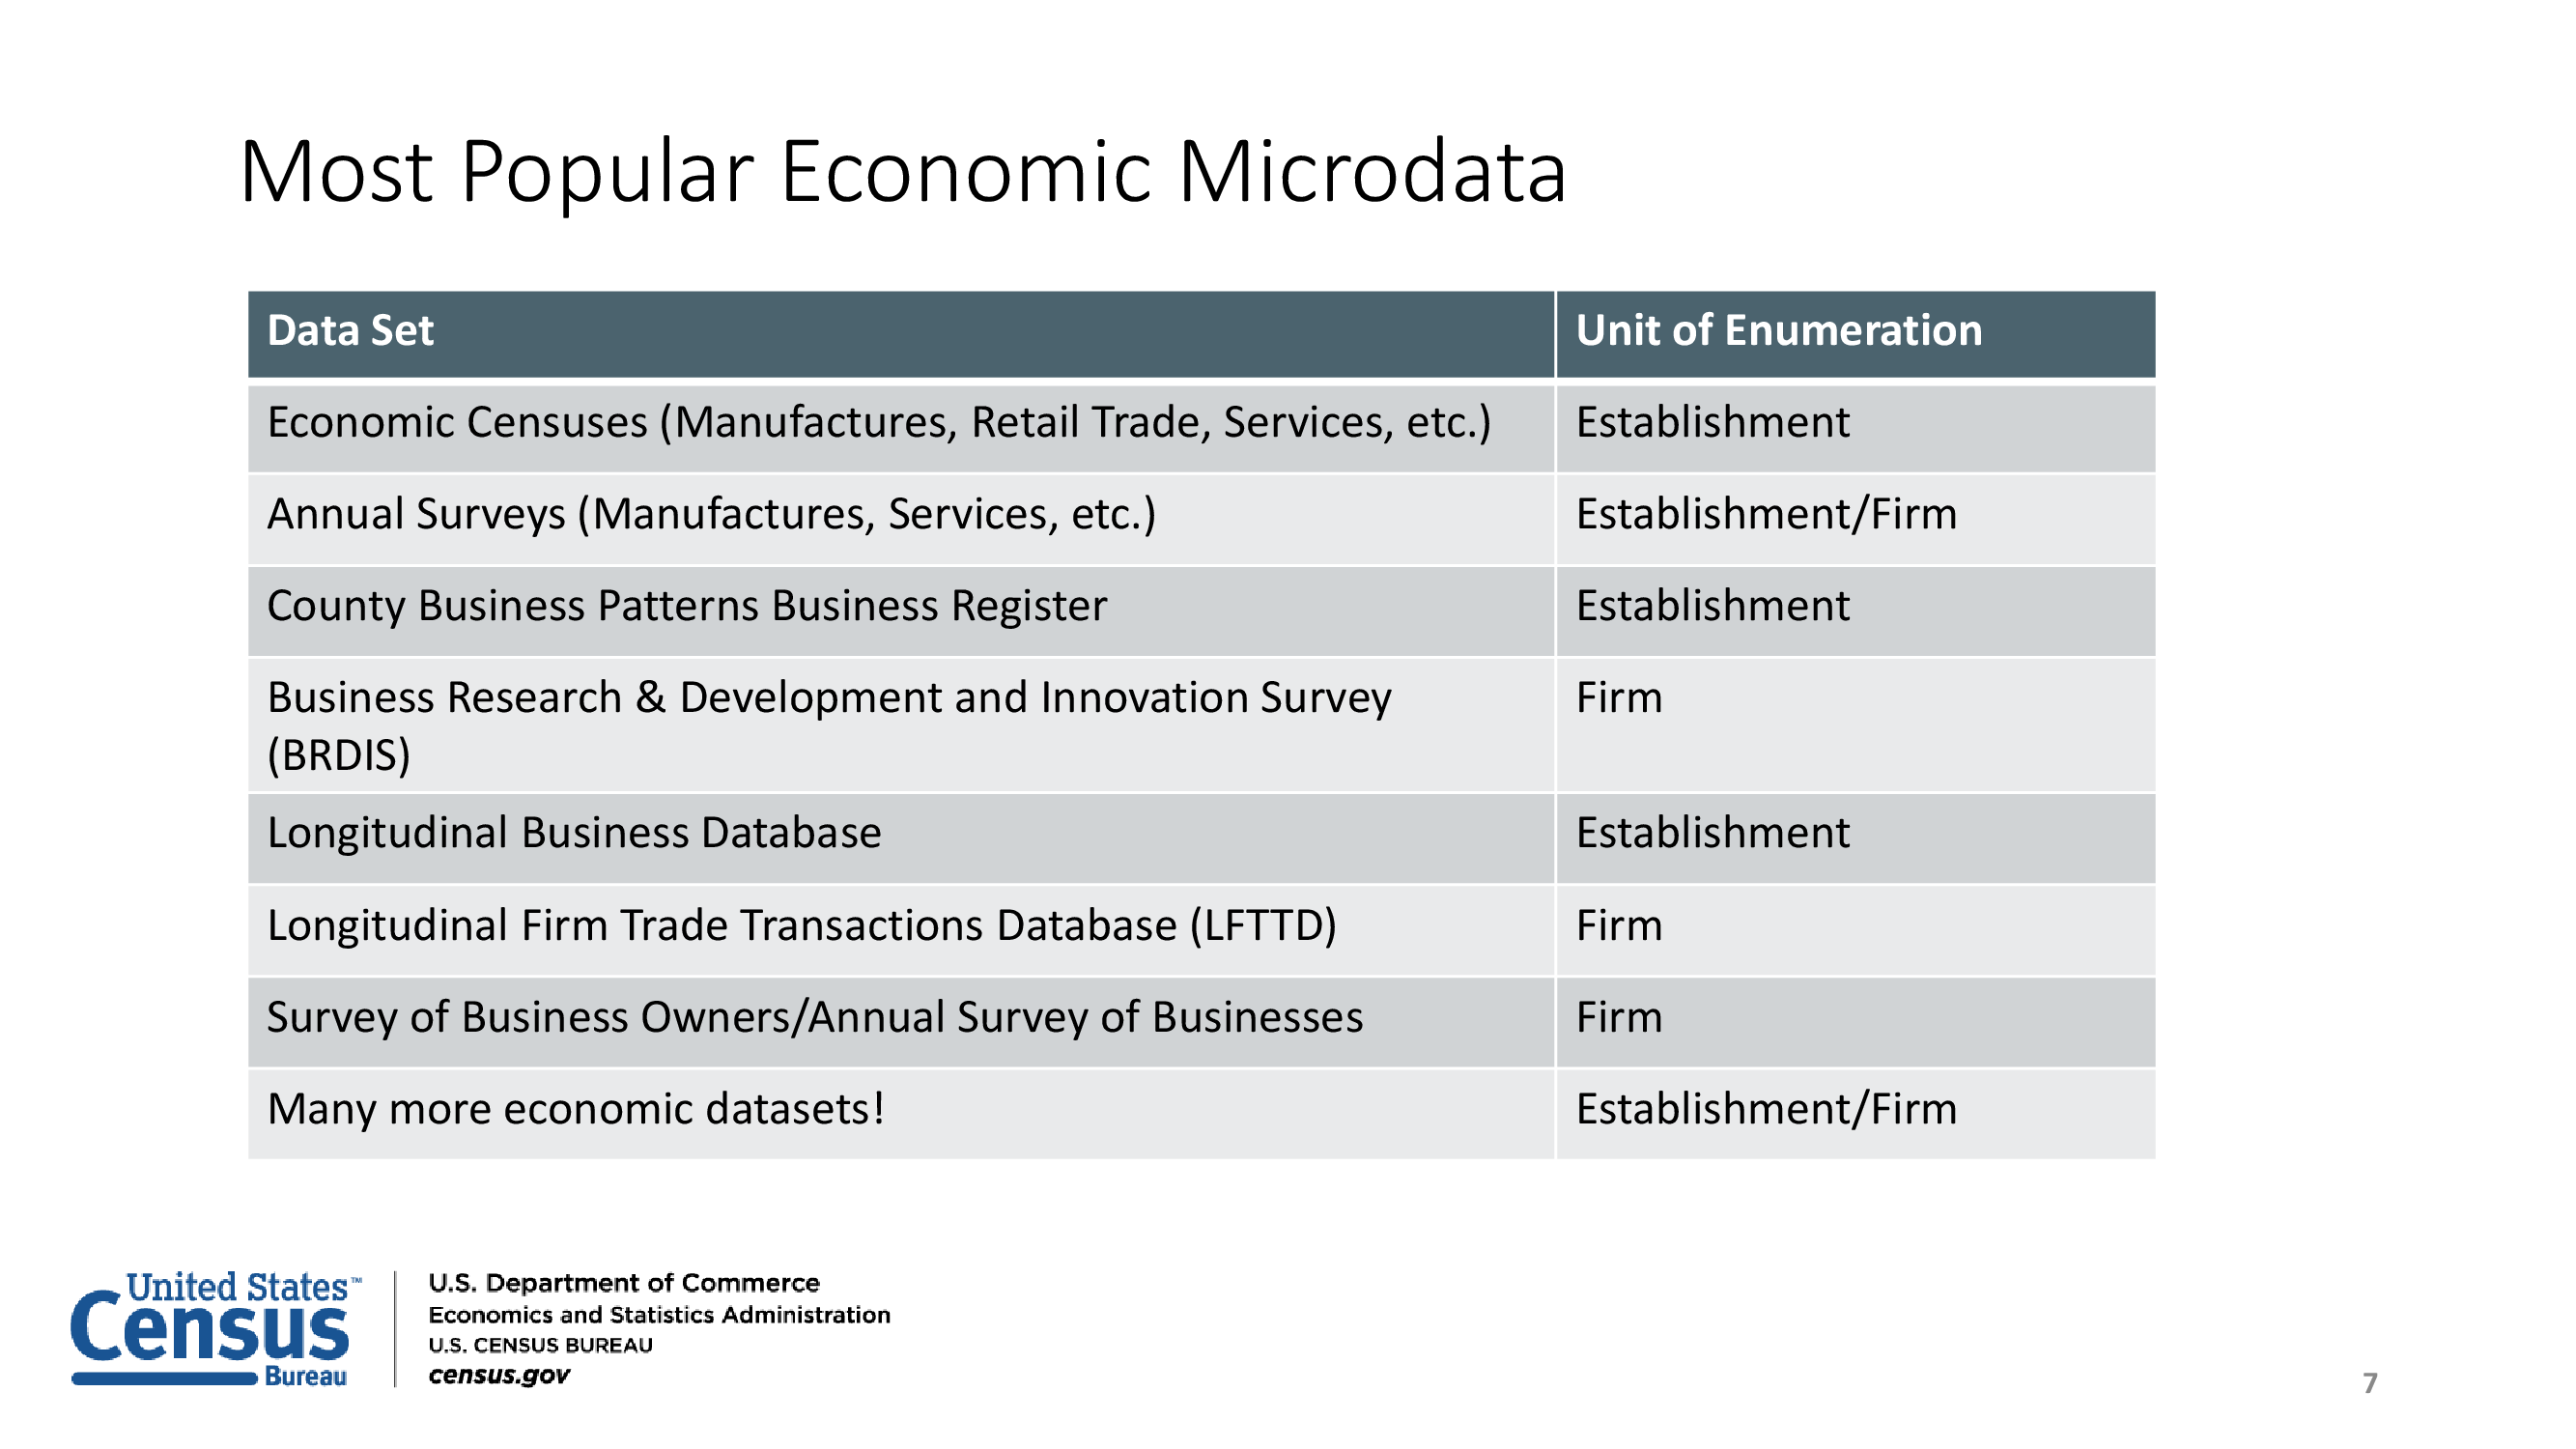 Most Popular Economic Microdata
Data Set
Unit of Enumeration
Economic Censuses (Manufactures, Retail Trade, Services, etc.)
Establishment
Annual Surveys (Manufactures, Services, etc.)
Establishment/Firm
County Business Patterns Business Register
Establishment
Business Research & Development and Innovation Survey
(BRDIS)
Firm
Longitudinal Business Database
Establishment
Longitudinal Firm Trade Transactions Database (LFTTD)
Firm
Survey of Business Owners/Annual Survey of Businesses
Firm
Many more economic datasets!
Establishment/Firm
United States™
Census
Bureau
U.S. Department of Commerce
Economics and Statistics Administration
U.S. CENSUS BUREAU
census.gov
7